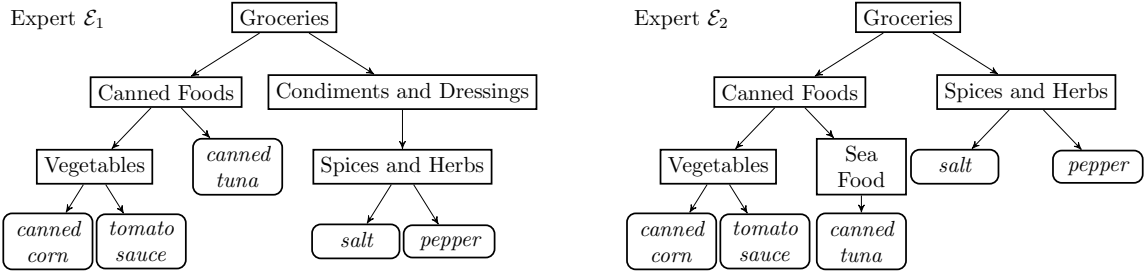 Expert ℰ1
Groceries
Canned Foods
Condiments and Dressings
Vegetables
canned
tuna
Spices and Herbs
canned
corn
tomato
sauce
salt
pepper
Expert ℰ2
Groceries
Canned Foods
Spices and Herbs
Vegetables
Sea
Food
salt
pepper
canned
corn
tomato
sauce
canned
tuna